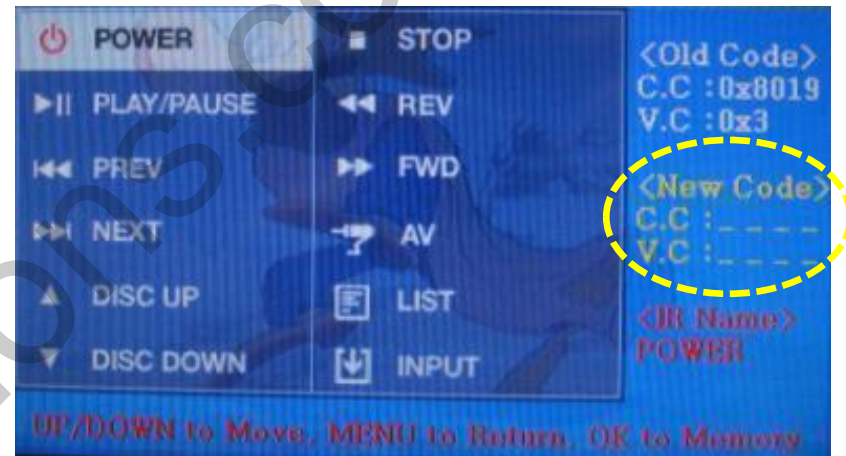 POWER
PLAY/PAUSE
PREV
NEXT
DISC UP
DISC DOWN
STOP
REV
FWD
AV
LIST
INPUT
<Old Code>
C.C :0x8019
V.C :0x3
<New Code>
C.C :_ _ _ _
V.C :_ _ _ _
<IR Name>
POWER
UP/DOWN to Move, MENU to Return, OK to Memory